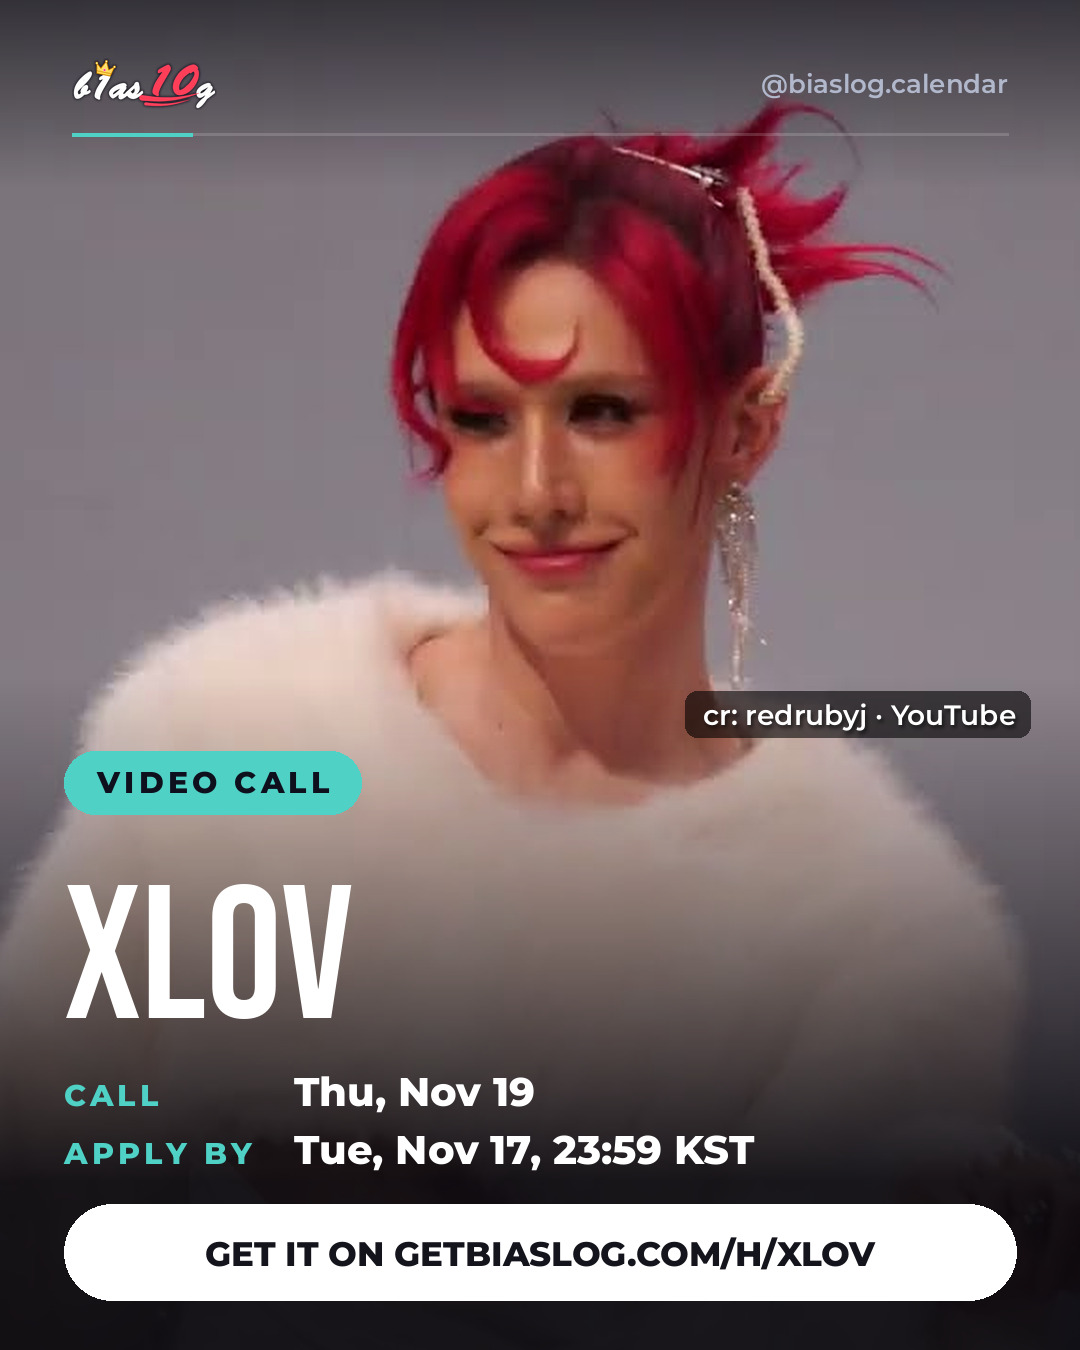 b1as10g
@biaslog.calendar
cr: redrubyj · YouTube
VIDEO CALL
XLOV
CALL Thu, Nov 19
APPLY BY Tue, Nov 17, 23:59 KST
GET IT ON GETBIASLOG.COM/H/XLOV